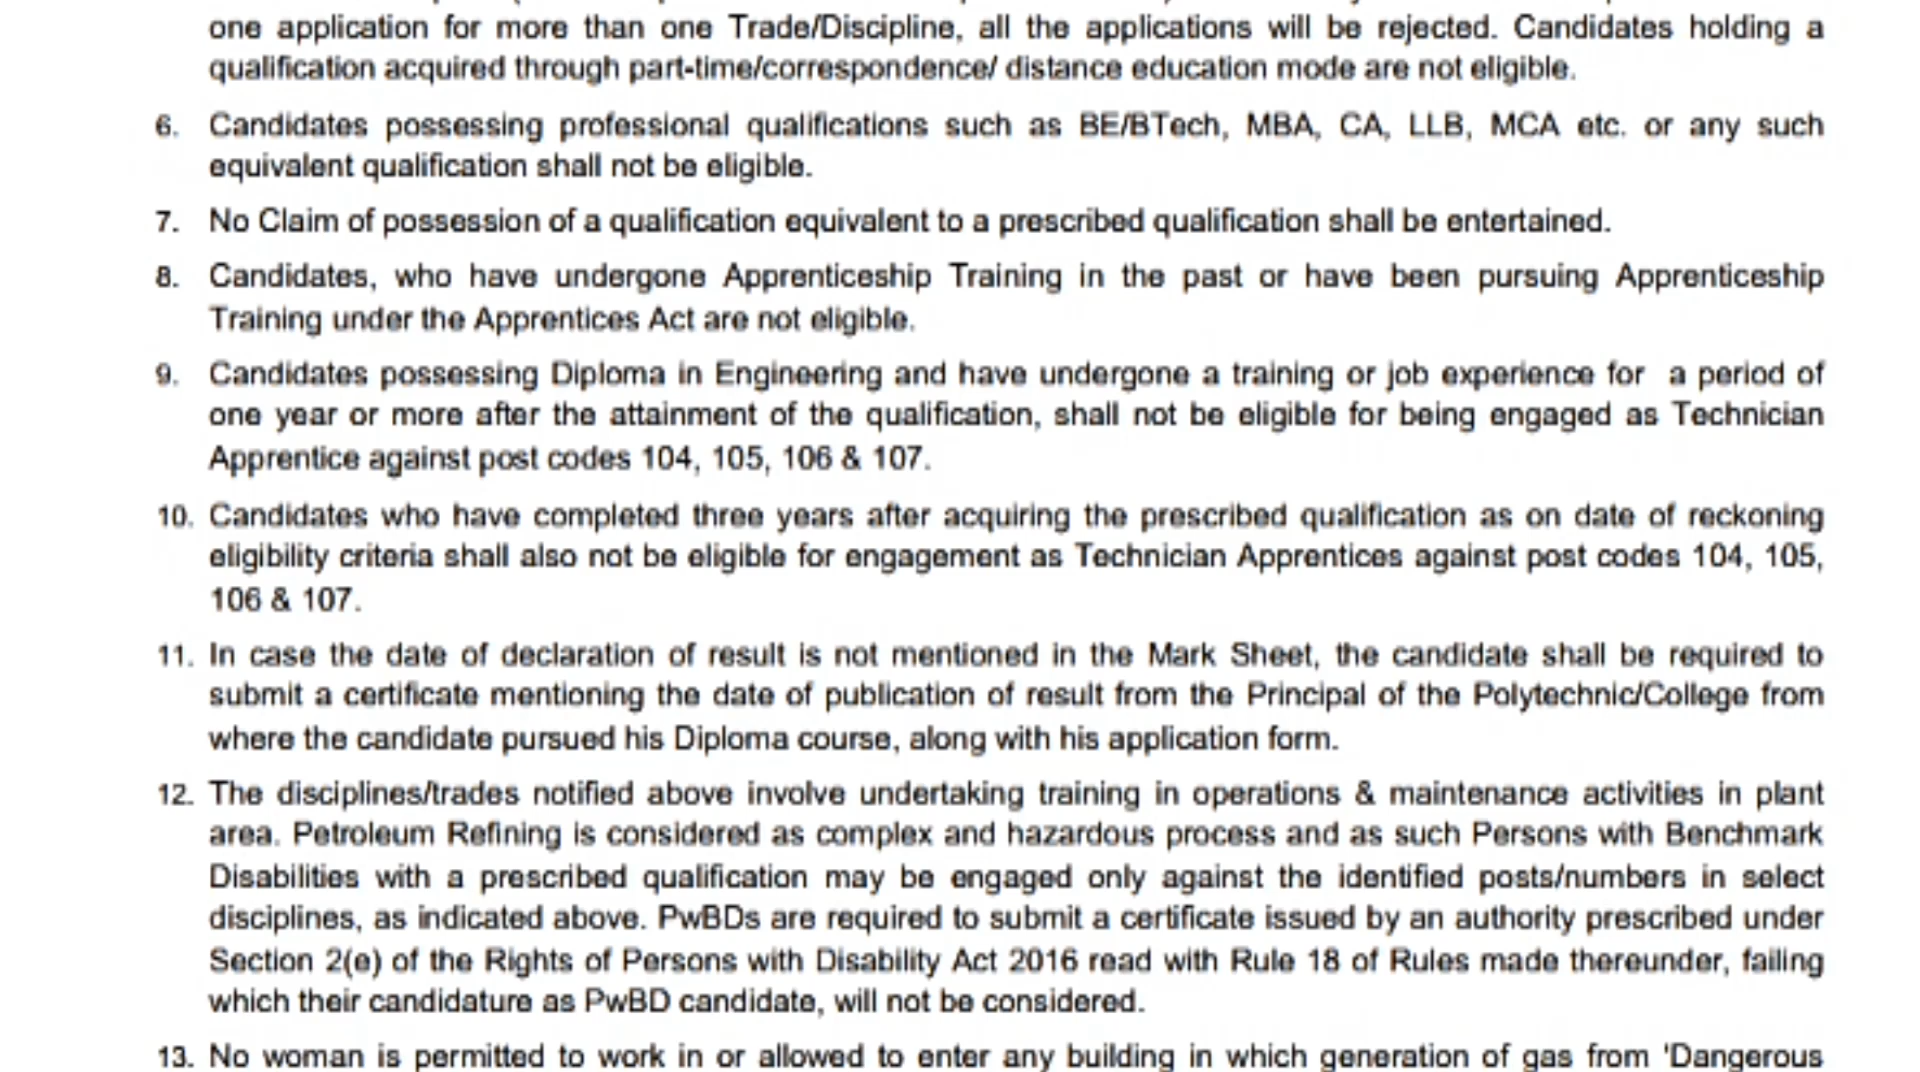 one application for more than one Trade/Discipline, all the applications will be rejected. Candidates holding a
qualification acquired through part-time/correspondence/ distance education mode are not eligible.
6. Candidates possessing professional qualifications such as BE/BTech, MBA, CA, LLB, MCA etc. or any such
equivalent qualification shall not be eligible.
7. No Claim of possession of a qualification equivalent to a prescribed qualification shall be entertained.
8. Candidates, who have undergone Apprenticeship Training in the past or have been pursuing Apprenticeship
Training under the Apprentices Act are not eligible.
9. Candidates possessing Diploma in Engineering and have undergone a training or job experience for a period of
one year or more after the attainment of the qualification, shall not be eligible for being engaged as Technician
Apprentice against post codes 104, 105, 106 & 107.
10. Candidates who have completed three years after acquiring the prescribed qualification as on date of reckoning
eligibility criteria shall also not be eligible for engagement as Technician Apprentices against post codes 104, 105,
106 & 107.
11. In case the date of declaration of result is not mentioned in the Mark Sheet, the candidate shall be required to
submit a certificate mentioning the date of publication of result from the Principal of the Polytechnic/College from
where the candidate pursued his Diploma course, along with his application form.
12. The disciplines/trades notified above involve undertaking training in operations & maintenance activities in plant
area. Petroleum Refining is considered as complex and hazardous process and as such Persons with Benchmark
Disabilities with a prescribed qualification may be engaged only against the identified posts/numbers in select
disciplines, as indicated above. PwBDs are required to submit a certificate issued by an authority prescribed under
Section 2(e) of the Rights of Persons with Disability Act 2016 read with Rule 18 of Rules made thereunder, failing
which their candidature as PwBD candidate, will not be considered.
13. No woman is permitted to work in or allowed to enter any building in which generation of gas from 'Dangerous